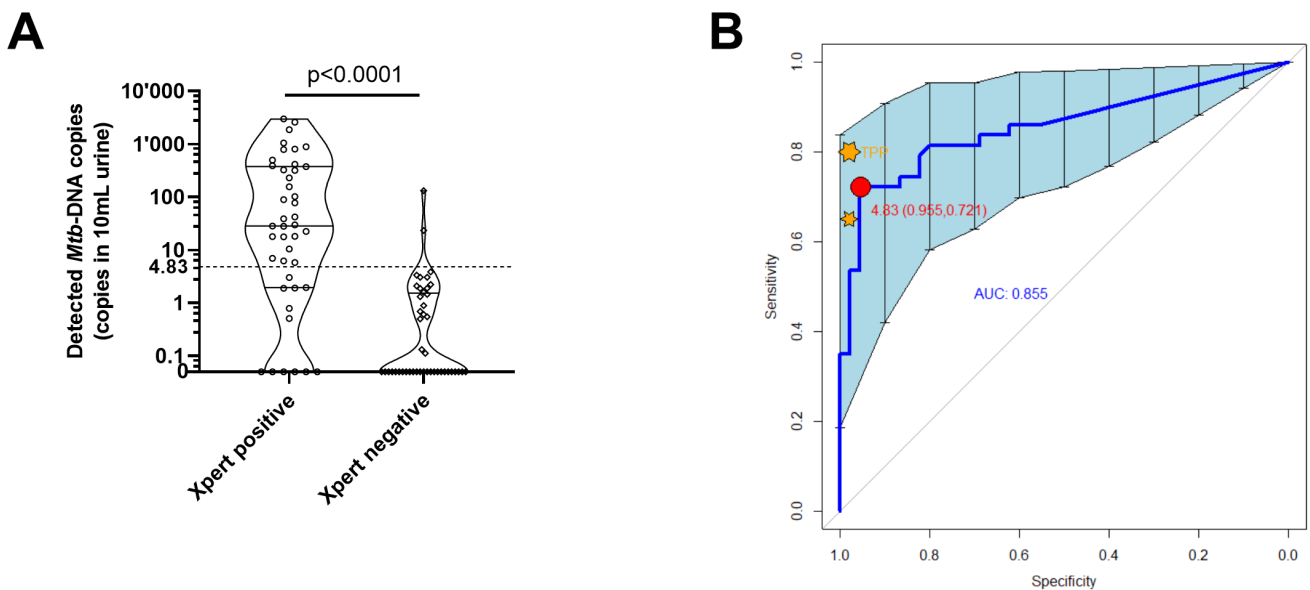 A
p<0.0001
Detected Mtb-DNA copies
(copies in 10mL urine)
10'000
1'000
100
10
4.83
1
0.1
0
Xpert positive
Xpert negative
B
Sensitivity
1.0
0.8
0.6
0.4
0.2
0.0
TPP
4.83 (0.955,0.721)
AUC: 0.855
1.0
0.8
0.6
0.4
0.2
0.0
Specificity